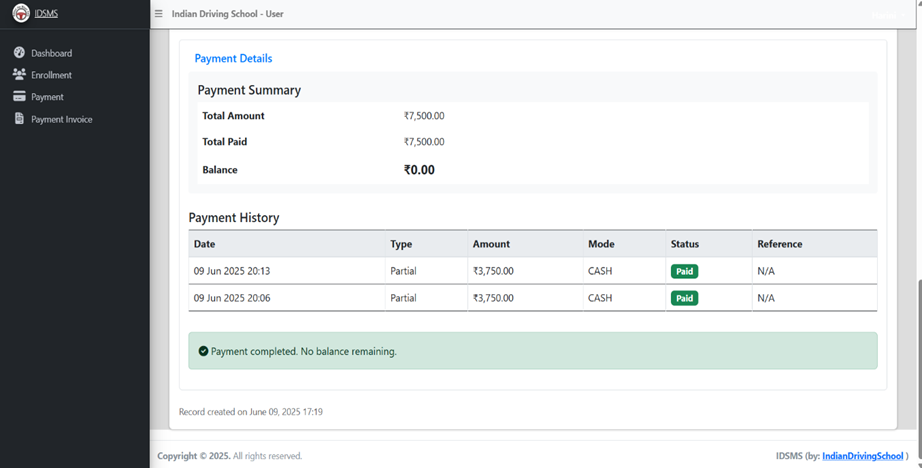 IDSMS
Indian Driving School - User
Dashboard
Enrollment
Payment
Payment Invoice
Payment Details
Payment Summary
Total Amount ₹7,500.00
Total Paid ₹7,500.00
Balance ₹0.00
Payment History
Date Type Amount Mode Status Reference
09 Jun 2025 20:13 Partial ₹3,750.00 CASH Paid N/A
09 Jun 2025 20:06 Partial ₹3,750.00 CASH Paid N/A
Payment completed. No balance remaining.
Record created on June 09, 2025 17:19
Copyright © 2025. All rights reserved. IDSMS (by: IndianDrivingSchool )